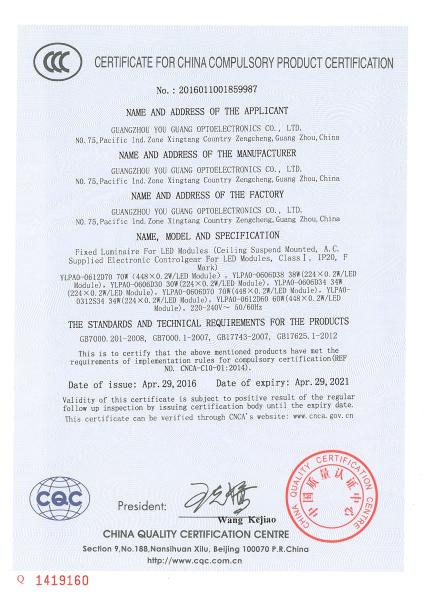 CERTIFICATE FOR CHINA COMPULSORY PRODUCT CERTIFICATION
No.: 2016011001859987
NAME AND ADDRESS OF THE APPLICANT
GUANGZHOU YOU GUANG OPTOELECTRONICS CO., LTD.
NO.75,Pacific Ind.Zone Xingtang Country Zengcheng,Guang Zhou,China
NAME AND ADDRESS OF THE MANUFACTURER
GUANGZHOU YOU GUANG OPTOELECTRONICS CO., LTD.
NO.75,Pacific Ind.Zone Xingtang Country Zengcheng,Guang Zhou,China
NAME AND ADDRESS OF THE FACTORY
GUANGZHOU YOU GUANG OPTOELECTRONICS CO., LTD.
NO.75,Pacific Ind.Zone Xingtang Country Zengcheng,Guang Zhou,China
NAME, MODEL AND SPECIFICATION
Fixed Luminaire For LED Modules (Ceiling Suspend Mounted, A.C.
Supplied Electronic Controlgear For LED Modules, ClassⅠ, IP20, F
Mark)
YLPA0-0612D70 70W (448×0.2W/LED Module)、YLPA0-0606D38 38W(224×0.2W/LED
Module)、YLPA0-0606D30 30W(224×0.2W/LED Module)、YLPA0-0606D34 34W
(224×0.2W/LED Module)、YLPA0-0606D70 70W(448×0.2W/LED Module)、YLPA0-
0312S34 34W(224×0.2W/LED Module)、YLPA0-0612D60 60W(448×0.2W/LED
Module)、220-240V～ 50/60Hz
THE STANDARDS AND TECHNICAL REQUIREMENTS FOR THE PRODUCTS
GB7000.201-2008, GB7000.1-2007, GB17743-2007, GB17625.1-2012
This is to certify that the above mentioned products have met the
requirements of implementation rules for compulsory certification(REF
NO. CNCA-C10-01:2014).
Date of issue: Apr.29,2016 Date of expiry: Apr.29,2021
Validity of this certificate is subject to positive result of the regular
follow up inspection by issuing certification body until the expiry date.
This certificate can be verified through CNCA's website: www.cnca.gov.cn
CHINA QUALITY CERTIFICATION CENTRE
中国质量认证中心
CQC
President:
Wang Kejiao
CHINA QUALITY CERTIFICATION CENTRE
Section 9,No.188,Nansihuan Xilu, Beijing 100070 P.R.China
http://www.cqc.com.cn
Q 1419160